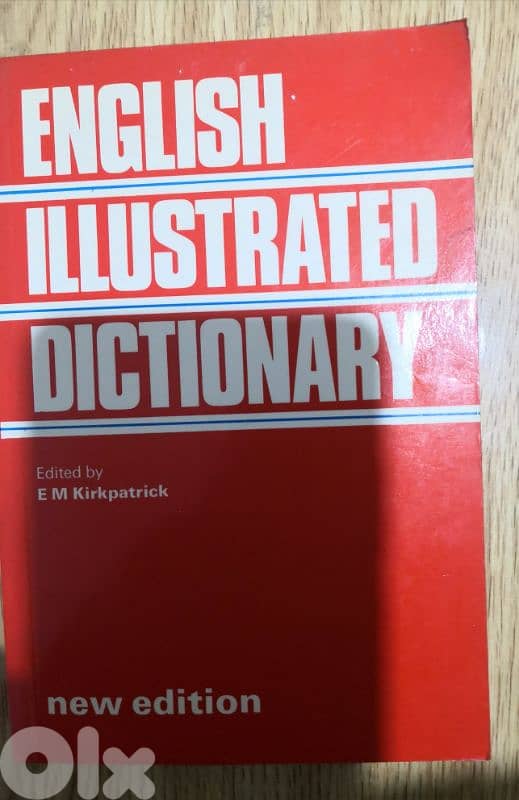 ENGLISH
ILLUSTRATED
DICTIONARY
Edited by
E M Kirkpatrick
new edition
Olx